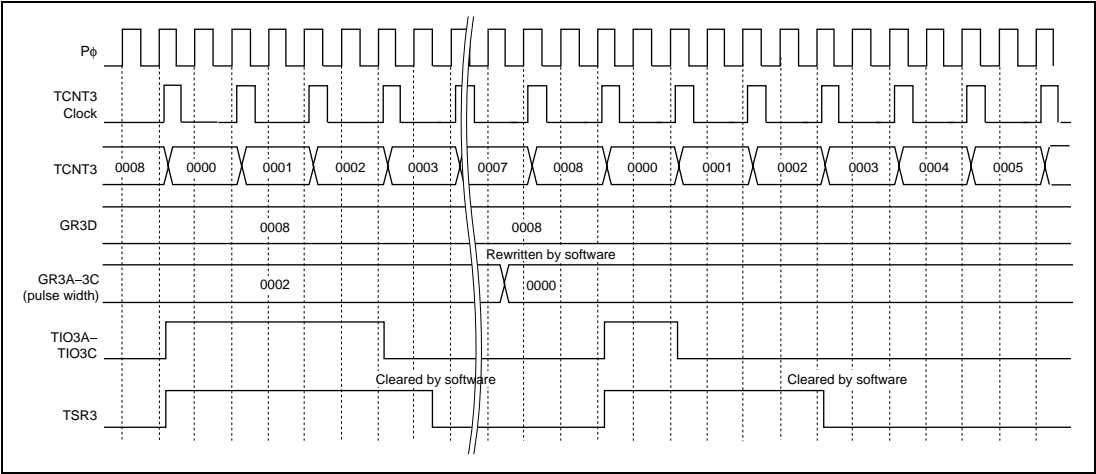 Pϕ
TCNT3
Clock
TCNT3 0008 0000 0001 0002 0003 0007 0008 0000 0001 0002 0003 0004 0005
GR3D 0008 0008
Rewritten by software
GR3A–3C
(pulse width) 0002 0000
TIO3A–
TIO3C
Cleared by software Cleared by software
TSR3